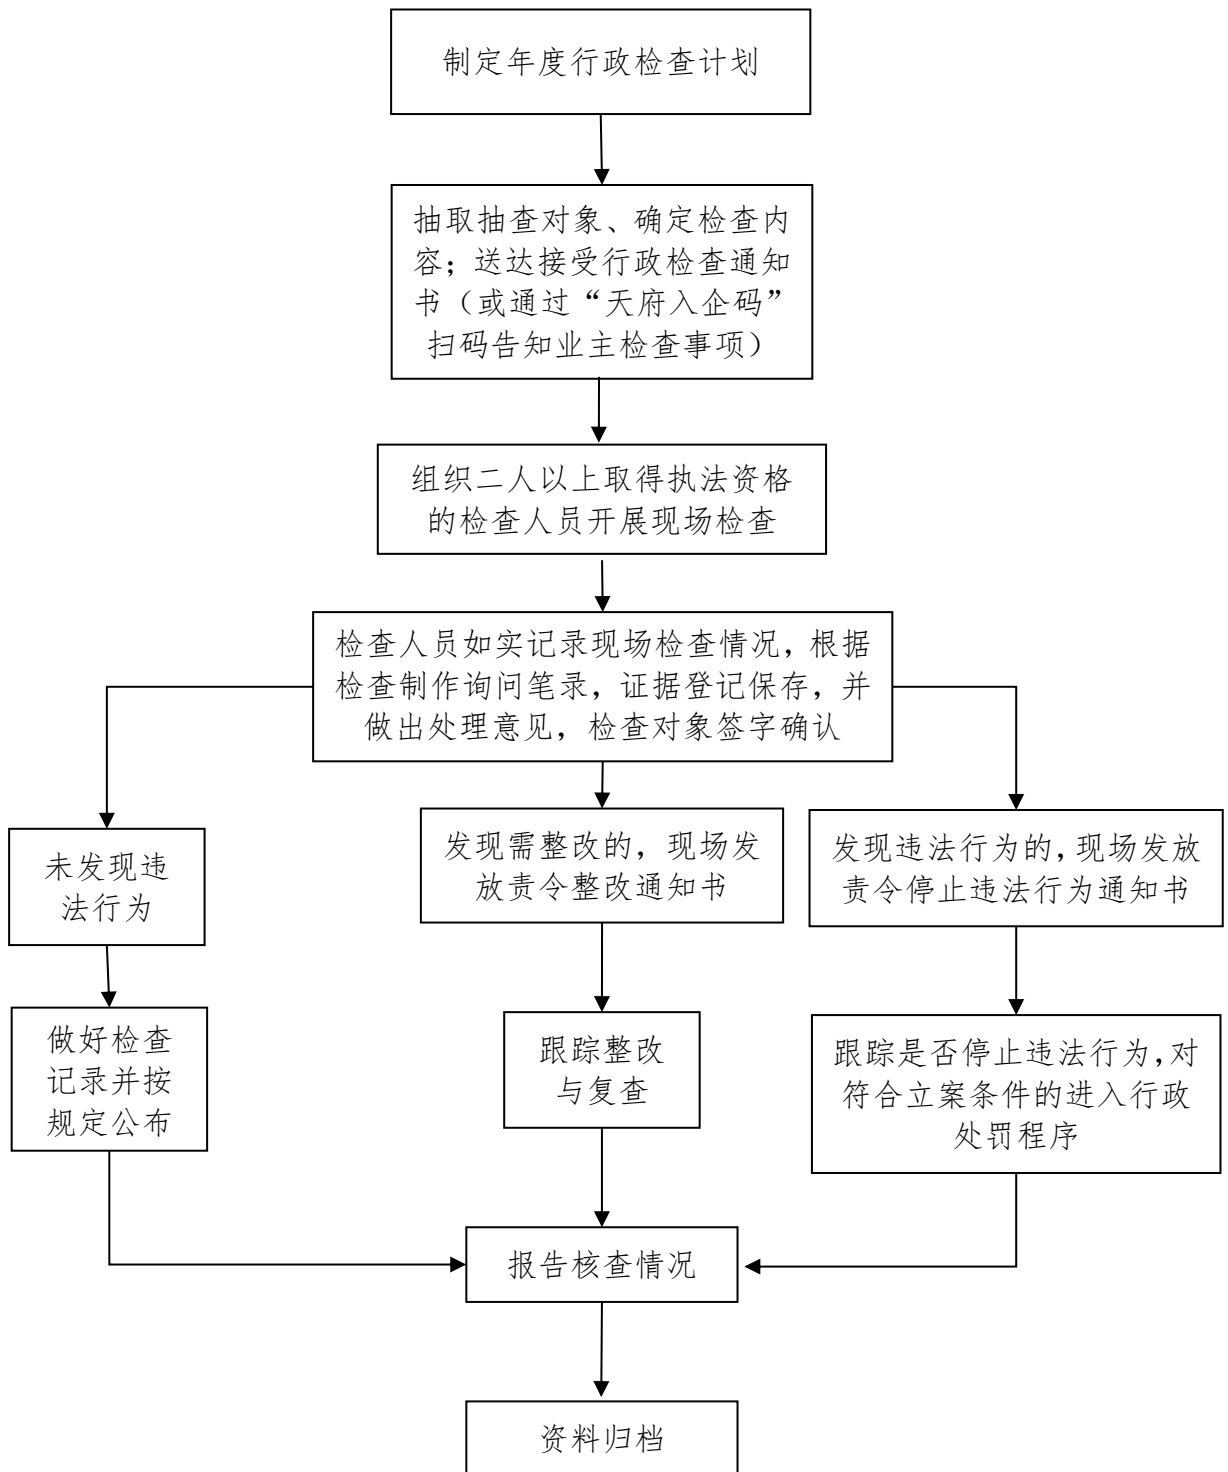 制定年度行政检查计划
抽取抽查对象、确定检查内
容；送达接受行政检查通知
书（或通过“天府入企码”
扫码告知业主检查事项）
组织二人以上取得执法资格
的检查人员开展现场检查
检查人员如实记录现场检查情况，根据
检查制作询问笔录，证据登记保存，并
做出处理意见，检查对象签字确认
未发现违
法行为
发现需整改的，现场发
放责令整改通知书
发现违法行为的，现场发放
责令停止违法行为通知书
做好检查
记录并按
规定公布
跟踪整改
与复查
跟踪是否停止违法行为，对
符合立案条件的进入行政
处罚程序
报告核查情况
资料归档